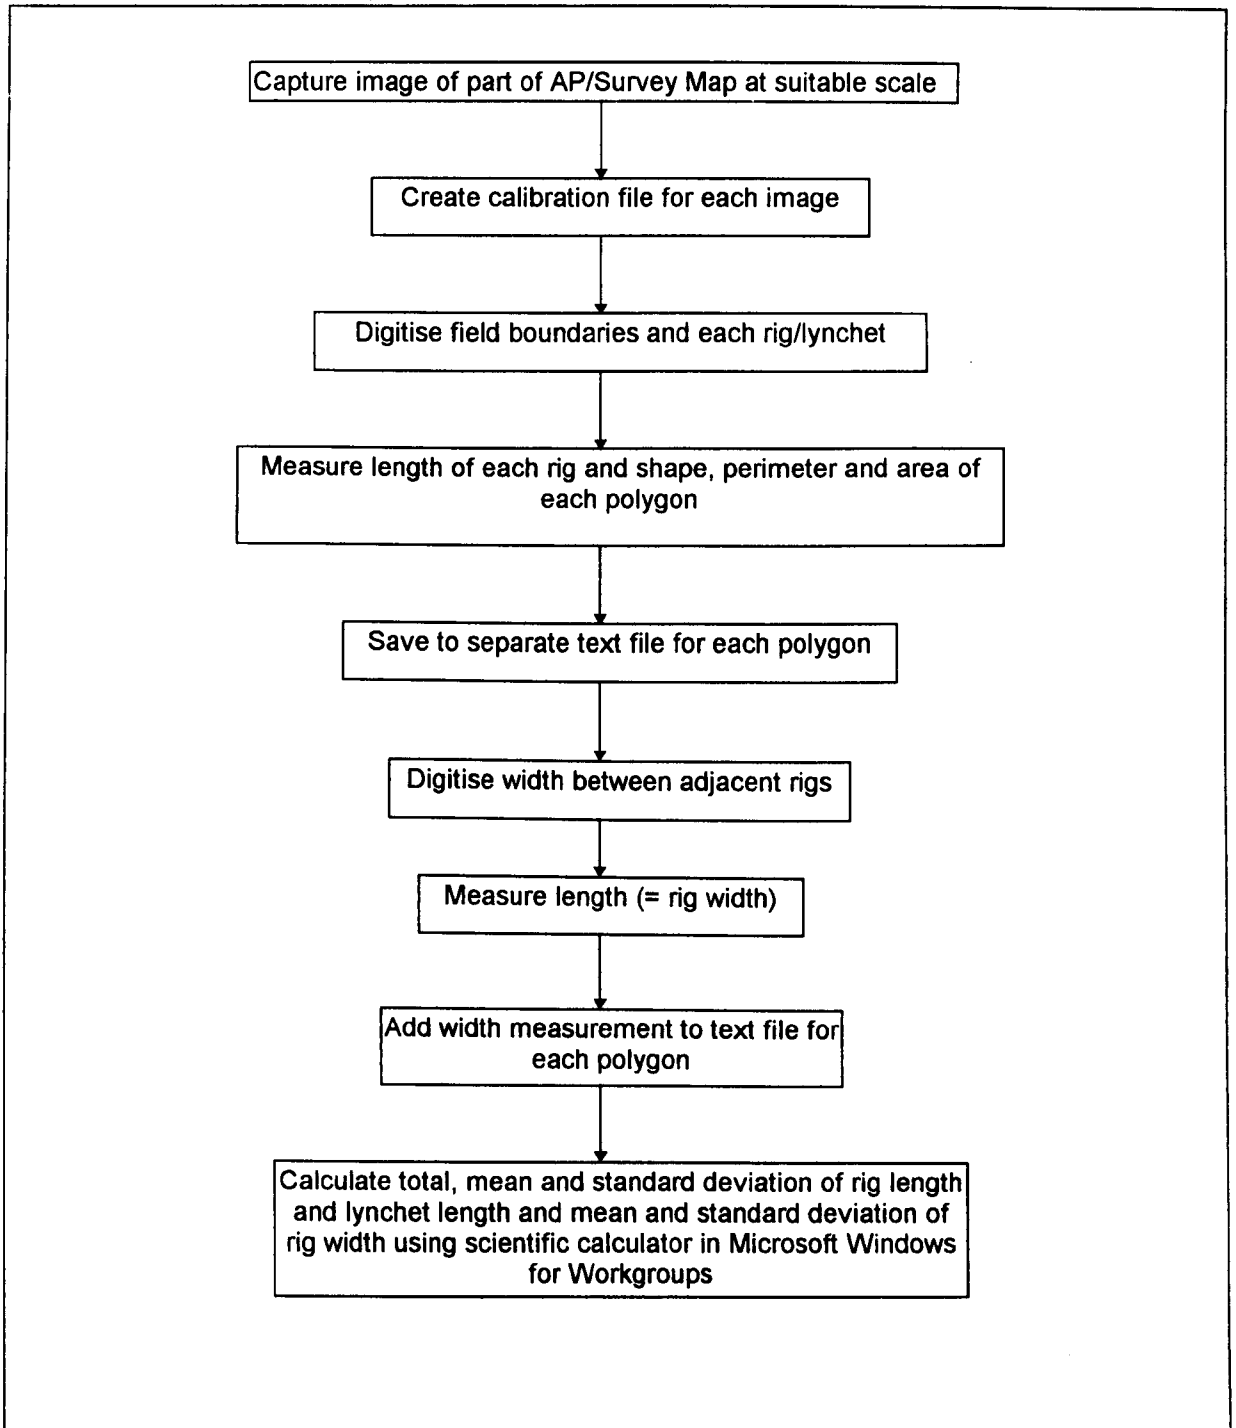 Capture image of part of AP/Survey Map at suitable scale
Create calibration file for each image
Digitise field boundaries and each rig/lynchet
Measure length of each rig and shape, perimeter and area of
each polygon
Save to separate text file for each polygon
Digitise width between adjacent rigs
Measure length (= rig width)
Add width measurement to text file for
each polygon
Calculate total, mean and standard deviation of rig length
and lynchet length and mean and standard deviation of
rig width using scientific calculator in Microsoft Windows
for Workgroups